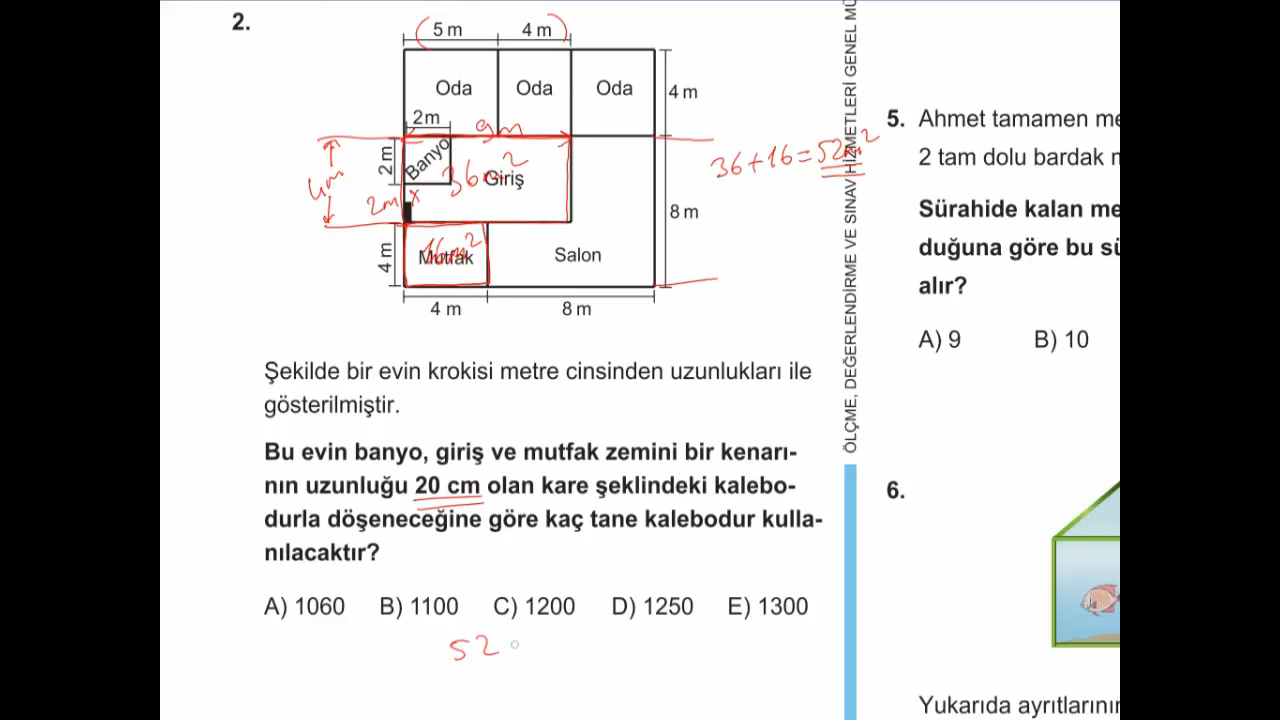 2.
5 m 4 m
Oda Oda Oda
4 m
2m
9m
2 m
Banyo
36m²
Giriş
4m
2m x
36+16=52m²
8 m
4 m
Mutfak
16m²
Salon
4 m 8 m
Şekilde bir evin krokisi metre cinsinden uzunlukları ile
gösterilmiştir.
Bu evin banyo, giriş ve mutfak zemini bir kenarı-
nın uzunluğu 20 cm olan kare şeklindeki kalebo-
durla döşeneceğine göre kaç tane kalebodur kulla-
nılacaktır?
A) 1060 B) 1100 C) 1200 D) 1250 E) 1300
52
ÖLÇME, DEĞERLENDİRME VE SINAV HİZMETLERİ GENEL MÜ
5. Ahmet tamamen me
2 tam dolu bardak
Sürahide kalan me
duğuna göre bu sü
alır?
A) 9 B) 10
6.
Yukarıda ayrıtlarının